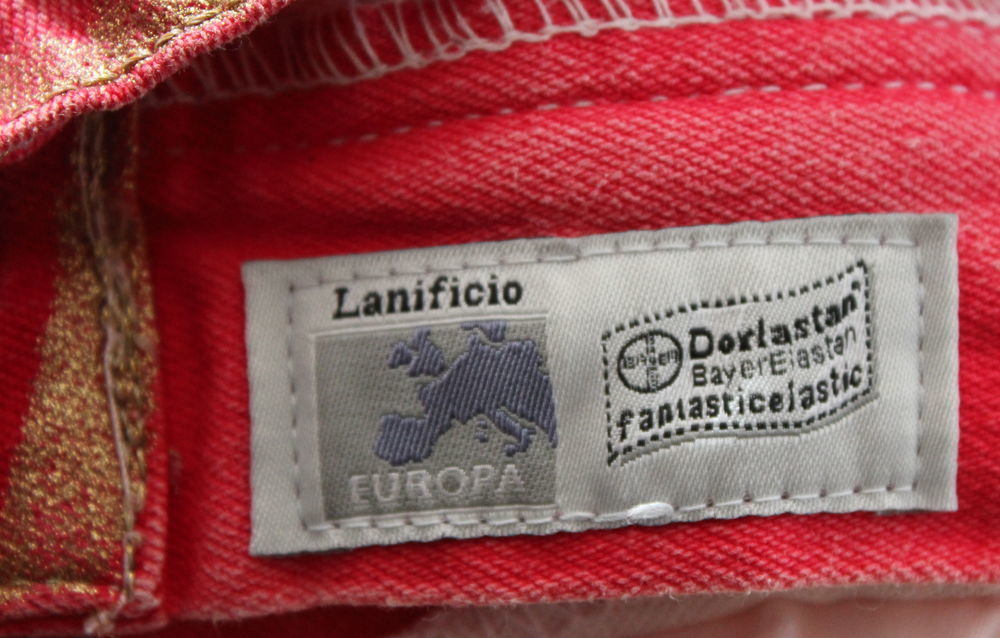 Lanificio
EUROPA
Dorlastan
BayerElastan
fantasticelastic